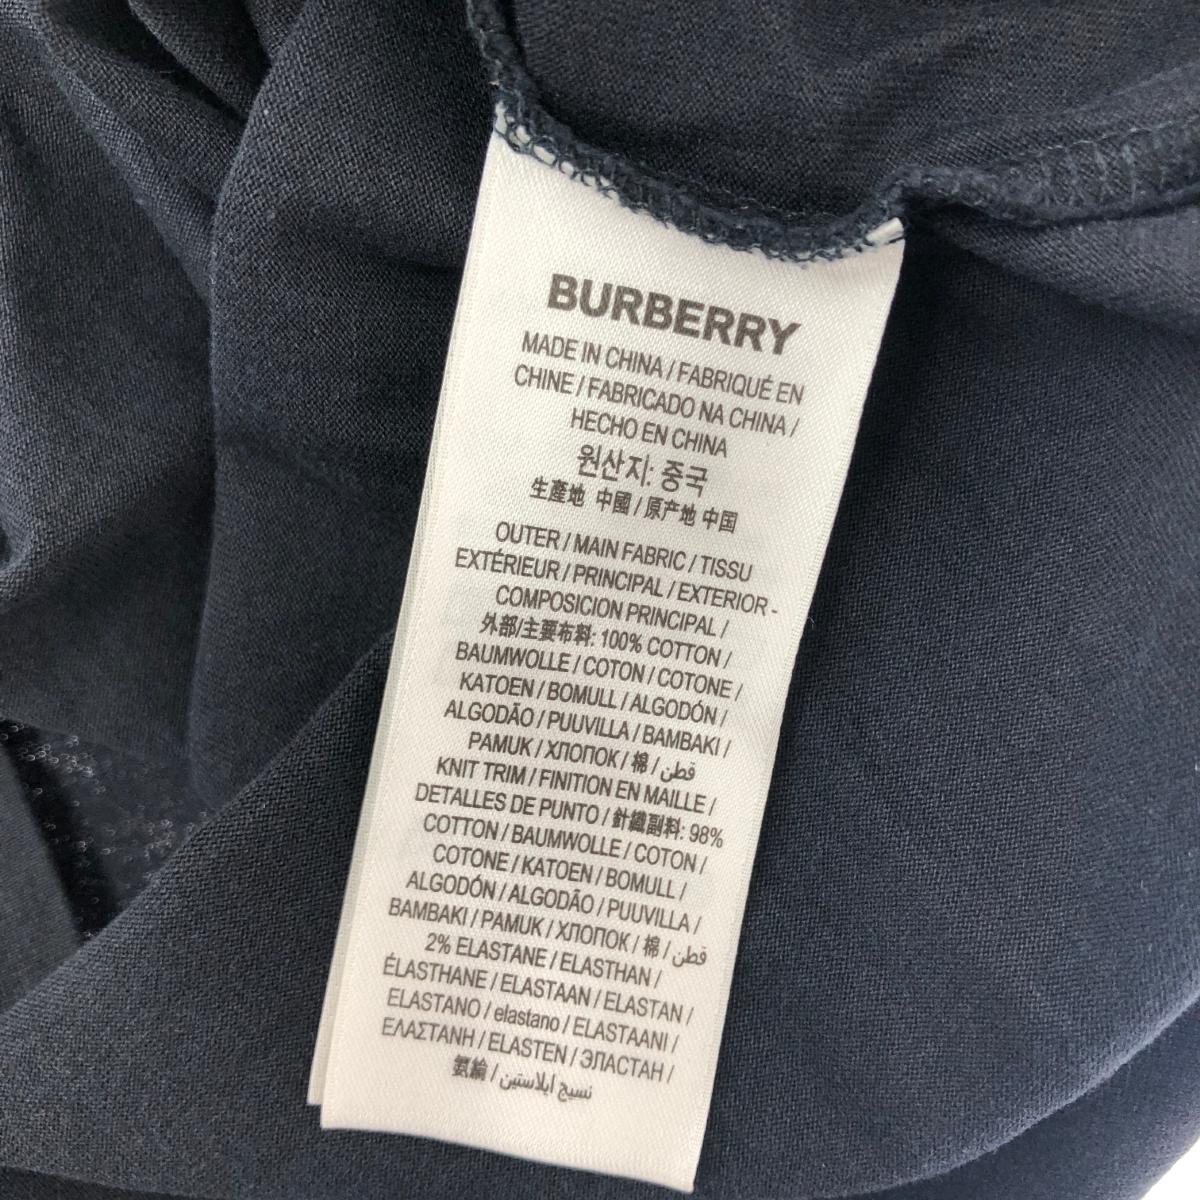 BURBERRY
MADE IN CHINA / FABRIQUÉ EN
CHINE / FABRICADO NA CHINA /
HECHO EN CHINA
원산지: 중국
生產地 中國 / 原产地 中国
OUTER / MAIN FABRIC / TISSU
EXTÉRIEUR / PRINCIPAL / EXTERIOR -
COMPOSICION PRINCIPAL /
外部/主要布料: 100% COTTON /
BAUMWOLLE / COTON / COTONE /
KATOEN / BOMULL / ALGODÓN /
ALGODÃO / PUUVILLA / BAMBAKI /
PAMUK / ХЛОПОК / 棉 / قطن
KNIT TRIM / FINITION EN MAILLE /
DETALLES DE PUNTO / 針織副料: 98%
COTTON / BAUMWOLLE / COTON /
COTONE / KATOEN / BOMULL /
ALGODÓN / ALGODÃO / PUUVILLA /
BAMBAKI / PAMUK / ХЛОПОК / 棉 / قطن
2% ELASTANE / ELASTHAN /
ÉLASTHANE / ELASTAAN / ELASTAN /
ELASTANO / elastano / ELASTAANI /
ΕΛΑΣΤΑΝΗ / ELASTEN / ЭЛАСТАН /
氨綸 / نسيج ايلاستين